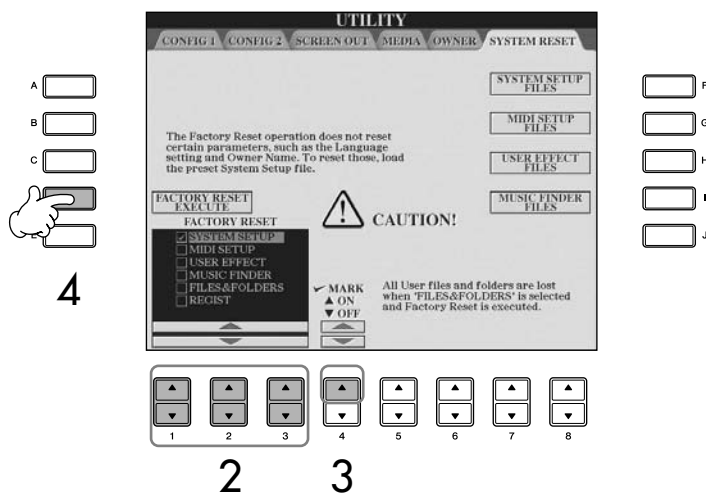 UTILITY
CONFIG 1 CONFIG 2 SCREEN OUT MEDIA OWNER SYSTEM RESET
SYSTEM SETUP
FILES
MIDI SETUP
FILES
USER EFFECT
FILES
MUSIC FINDER
FILES
The Factory Reset operation does not reset
certain parameters, such as the Language
setting and Owner Name. To reset those, load
the preset System Setup file.
FACTORY RESET
EXECUTE
FACTORY RESET
SYSTEM SETUP
MIDI SETUP
USER EFFECT
MUSIC FINDER
FILES&FOLDERS
REGIST
CAUTION!
MARK
▲ ON
▼ OFF
All User files and folders are lost
when "FILES&FOLDERS" is selected
and Factory Reset is executed.
A
B
C
F
H
J
4
1 2 3 4 5 6 7 8
2 3